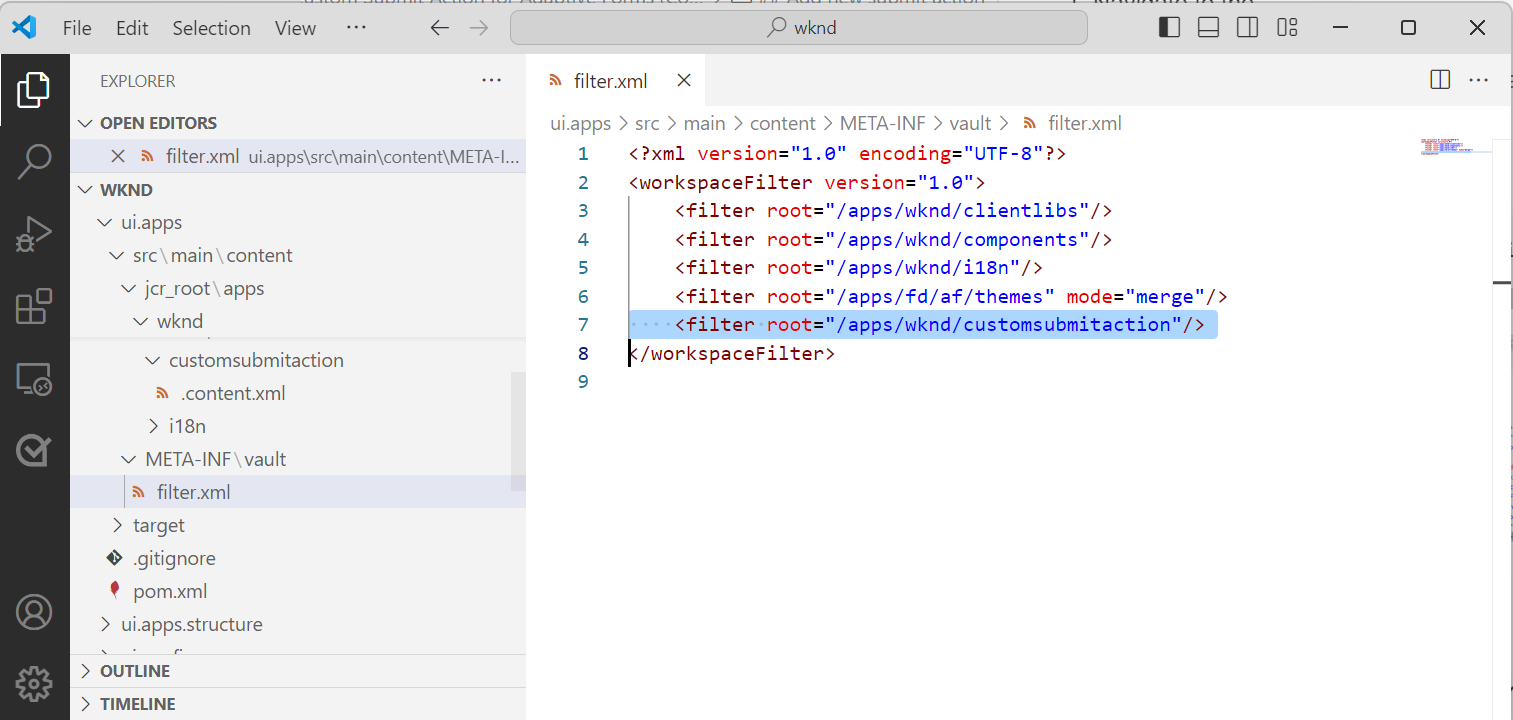 File Edit Selection View ··· wknd
EXPLORER ···
OPEN EDITORS
filter.xml ui.apps\src\main\content\META-I...
WKND
ui.apps
src\main\content
jcr_root\apps
wknd
customsubmitaction
.content.xml
i18n
META-INF\vault
filter.xml
target
.gitignore
pom.xml
ui.apps.structure
OUTLINE
TIMELINE
filter.xml
ui.apps > src > main > content > META-INF > vault > filter.xml
1 <?xml version="1.0" encoding="UTF-8"?>
2 <workspaceFilter version="1.0">
3 <filter root="/apps/wknd/clientlibs"/>
4 <filter root="/apps/wknd/components"/>
5 <filter root="/apps/wknd/i18n"/>
6 <filter root="/apps/fd/af/themes" mode="merge"/>
7 ····<filter·root="/apps/wknd/customsubmitaction"/>
8 </workspaceFilter>
9